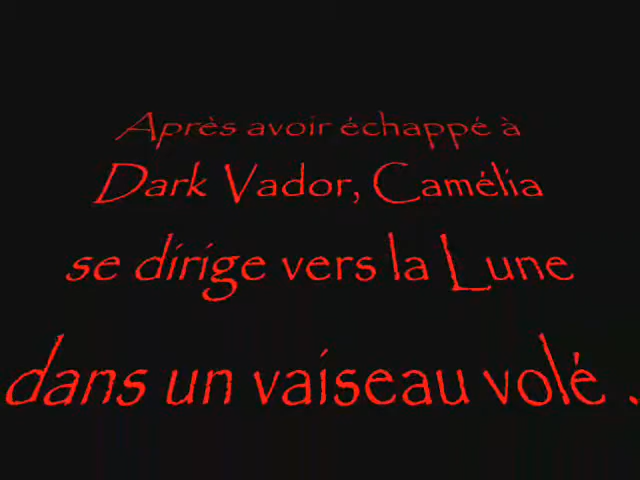 Après avoir échappé à
Dark Vador, Camélia
se dirige vers la Lune
dans un vaiseau volé .